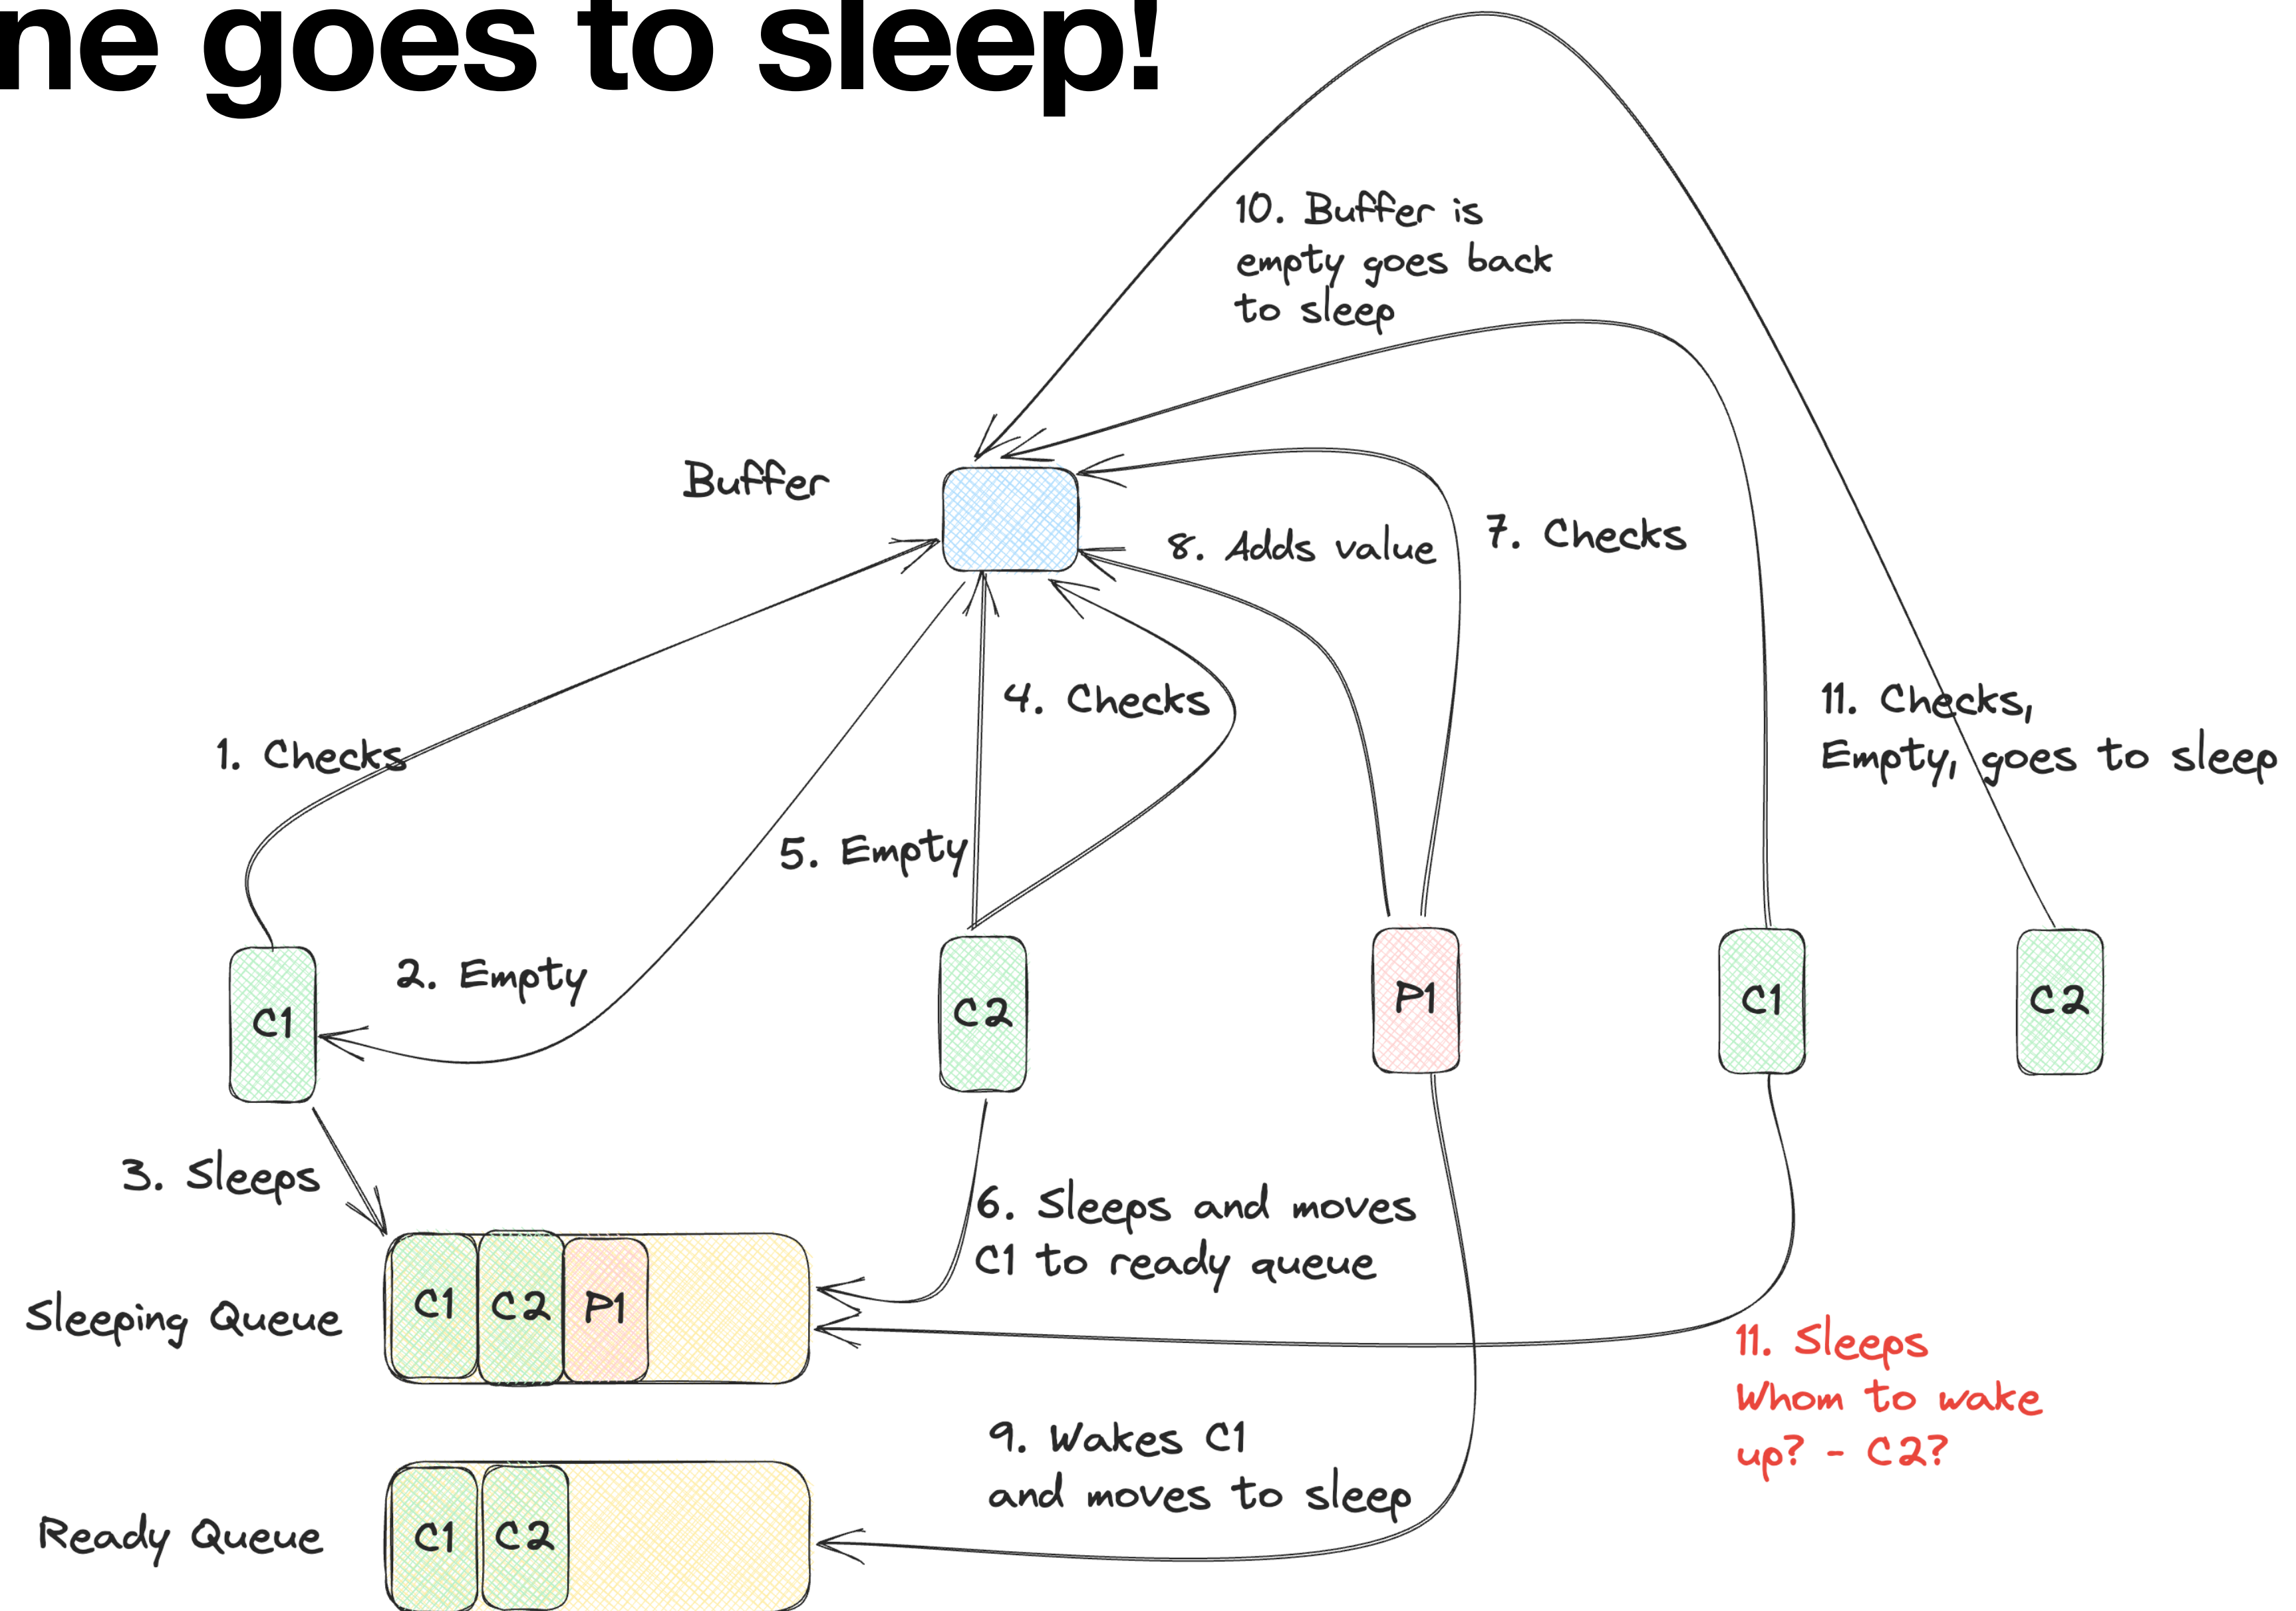 ne goes to sleep!
10. Buffer is
empty goes back
to sleep
Buffer
8. Adds value
7. Checks
4. Checks
1. Checks
11. Checks,
Empty, goes to sleep
5. Empty
2. Empty
C1
C2
P1
C1
C2
3. Sleeps
6. Sleeps and moves
C1 to ready queue
Sleeping Queue
C1
C2
P1
11. Sleeps
Whom to wake
up? - C2?
9. Wakes C1
and moves to sleep
Ready Queue
C1
C2